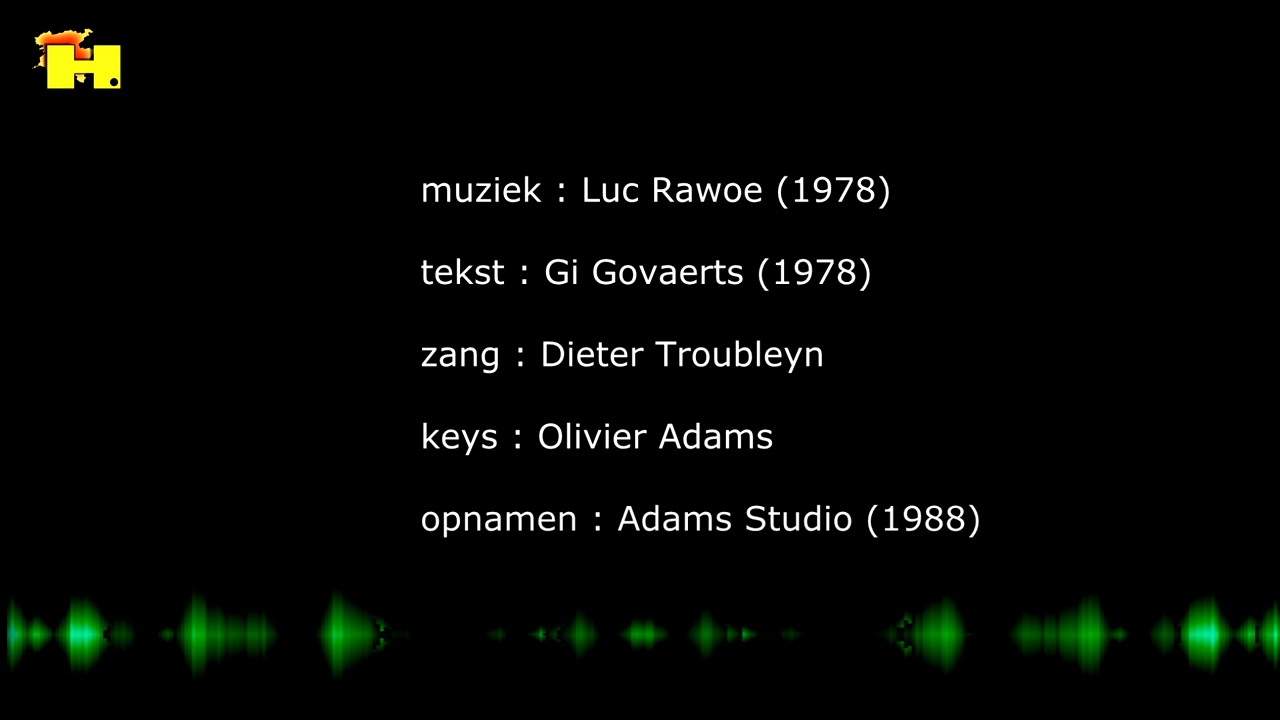 H.
muziek : Luc Rawoe (1978)
tekst : Gi Govaerts (1978)
zang : Dieter Troubleyn
keys : Olivier Adams
opnamen : Adams Studio (1988)